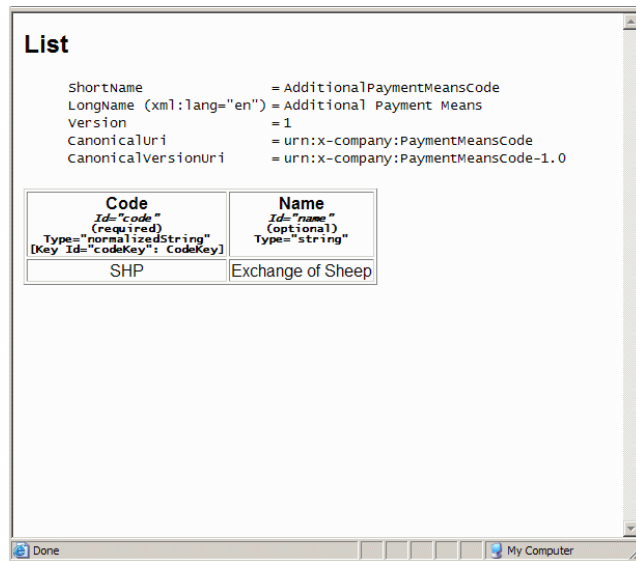 List
ShortName = AdditionalPaymentMeansCode
LongName (xml:lang="en") = Additional Payment Means
Version = 1
CanonicalUri = urn:x-company:PaymentMeansCode
CanonicalVersionUri = urn:x-company:PaymentMeansCode-1.0
Code
Id="code"
(required)
Type="normalizedString"
[Key Id="codeKey": CodeKey]
Name
Id="name"
(optional)
Type="string"
SHP
Exchange of Sheep
Done
My Computer